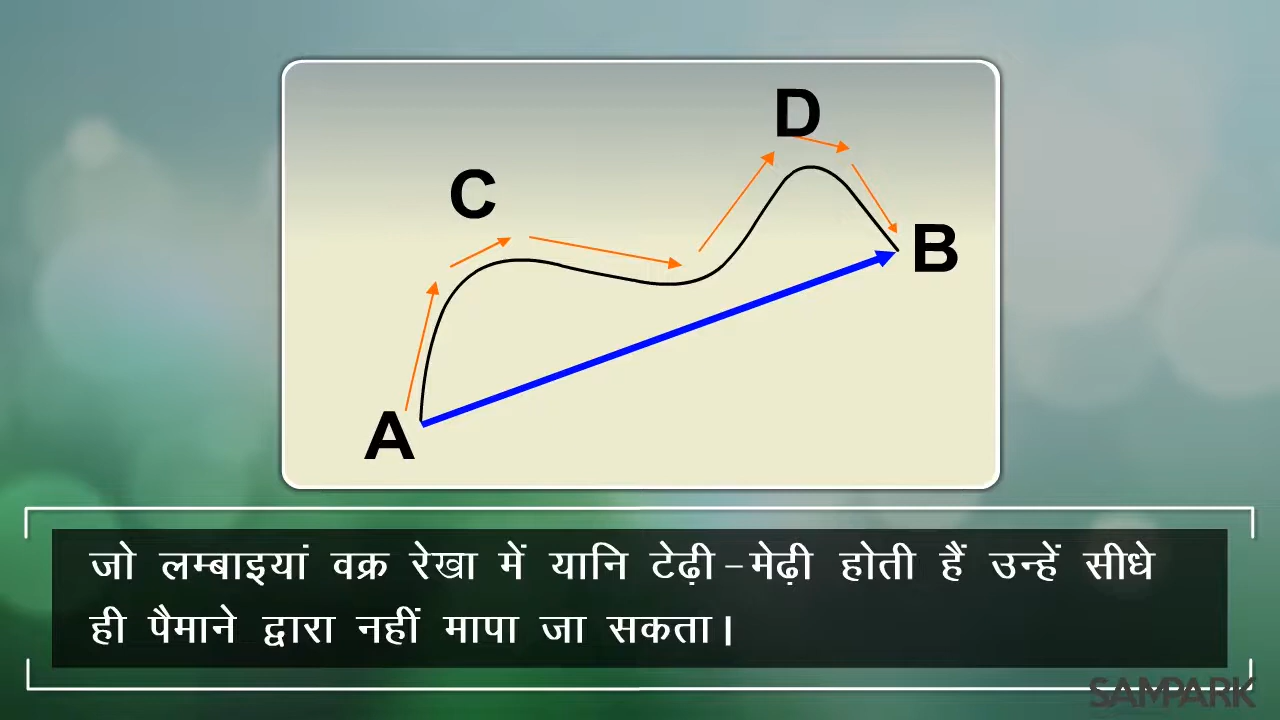 D
C
B
A
जो लम्बाइयां वक्र रेखा में यानि टेढ़ी-मेढ़ी होती हैं उन्हें सीधे
ही पैमाने द्वारा नहीं मापा जा सकता।
SAMPARK